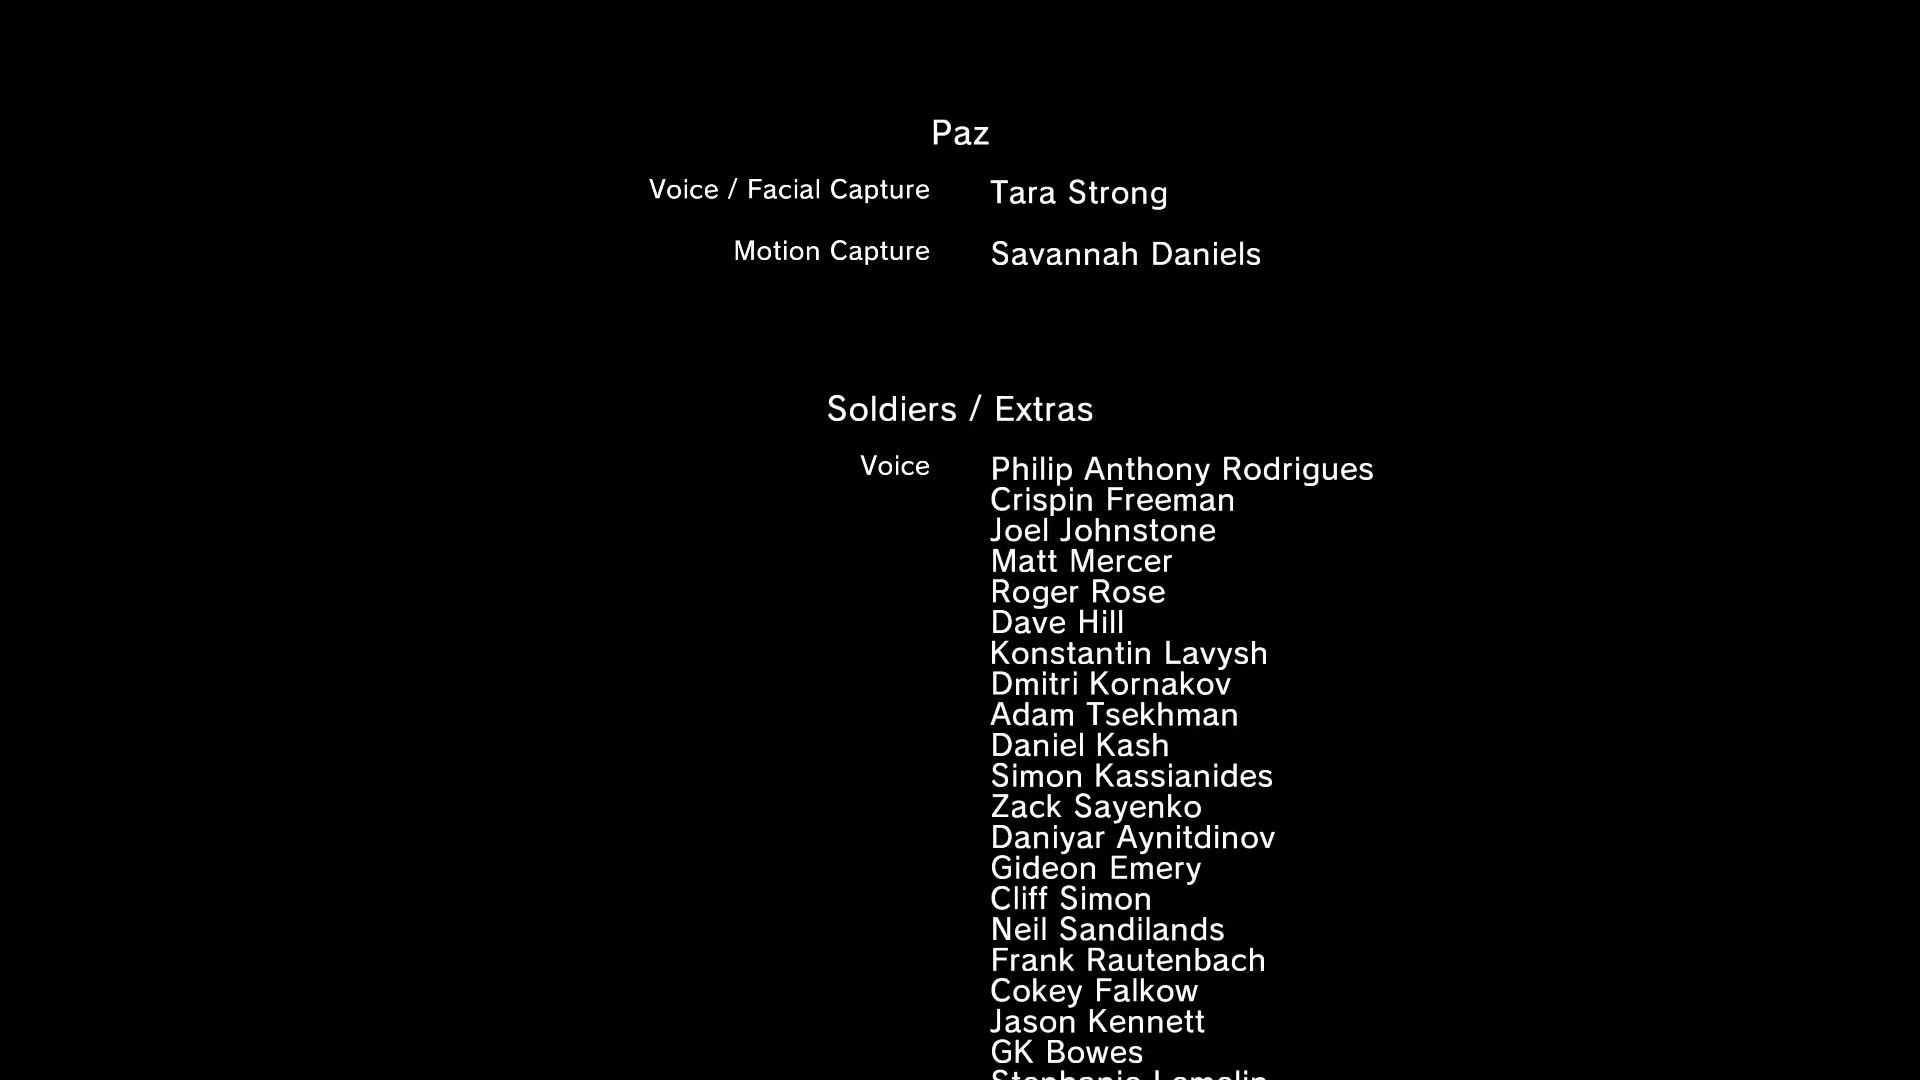 Paz
Voice / Facial Capture Tara Strong
Motion Capture Savannah Daniels
Soldiers / Extras
Voice Philip Anthony Rodrigues
Crispin Freeman
Joel Johnstone
Matt Mercer
Roger Rose
Dave Hill
Konstantin Lavysh
Dmitri Kornakov
Adam Tsekhman
Daniel Kash
Simon Kassianides
Zack Sayenko
Daniyar Aynitdinov
Gideon Emery
Cliff Simon
Neil Sandilands
Frank Rautenbach
Cokey Falkow
Jason Kennett
GK Bowes